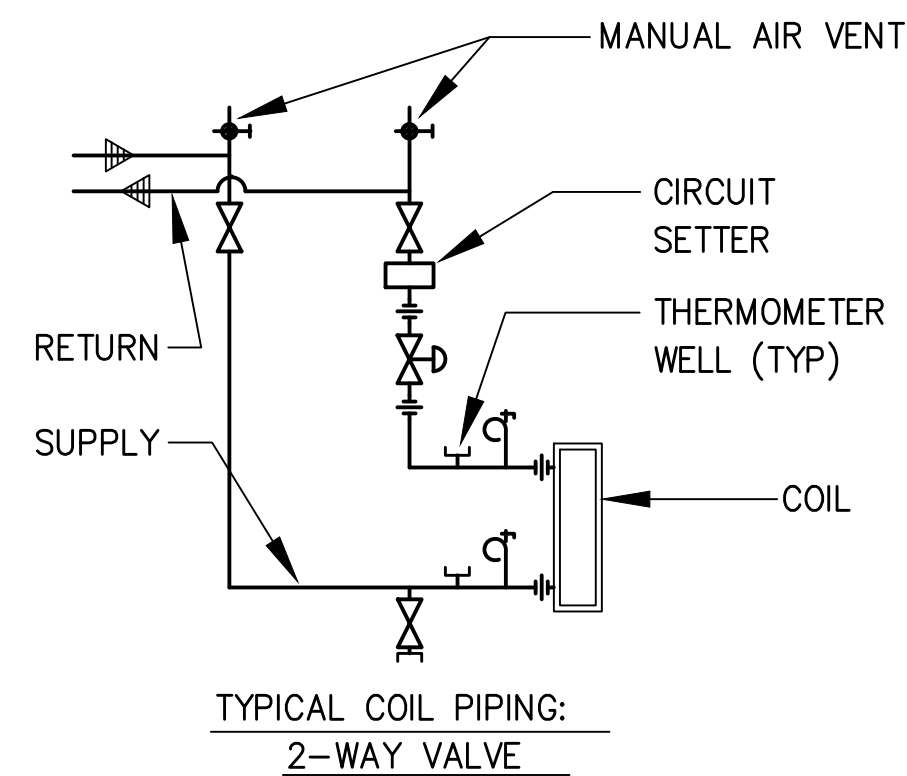 MANUAL AIR VENT
CIRCUIT
SETTER
THERMOMETER
WELL (TYP)
RETURN
SUPPLY
COIL
TYPICAL COIL PIPING:
2-WAY VALVE